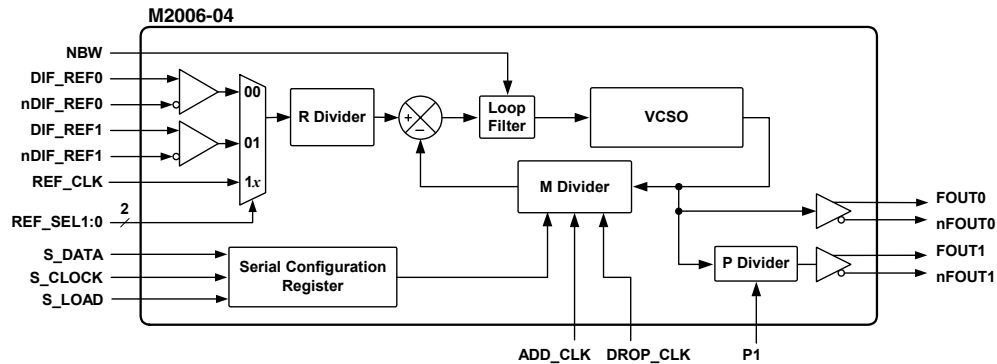 M2006-04
NBW
DIF_REF0
nDIF_REF0
DIF_REF1
nDIF_REF1
REF_CLK
REF_SEL1:0
2
00
01
1x
R Divider
+
−
Loop
Filter
VCSO
M Divider
S_DATA
S_CLOCK
S_LOAD
Serial Configuration
Register
P Divider
FOUT0
nFOUT0
FOUT1
nFOUT1
ADD_CLK
DROP_CLK
P1